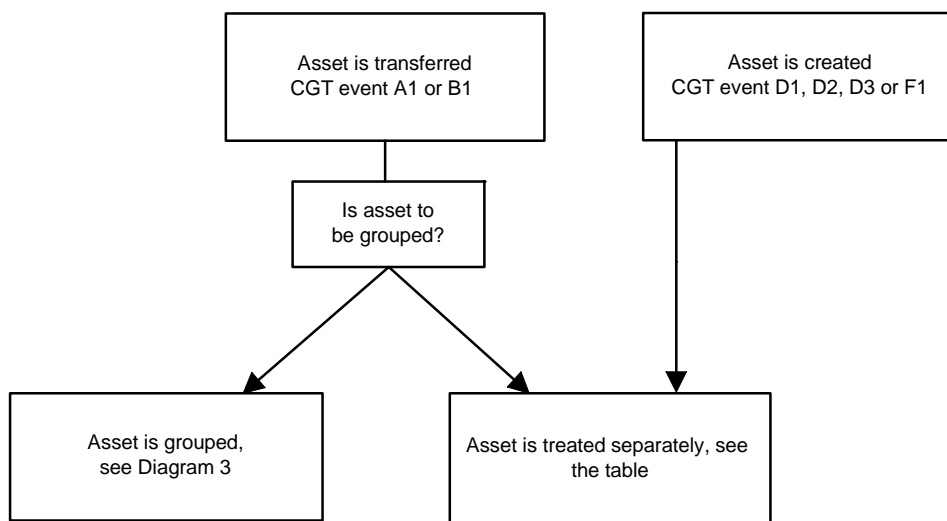 Asset is transferred
CGT event A1 or B1
Asset is created
CGT event D1, D2, D3 or F1
Is asset to
be grouped?
Asset is grouped,
see Diagram 3
Asset is treated separately, see
the table